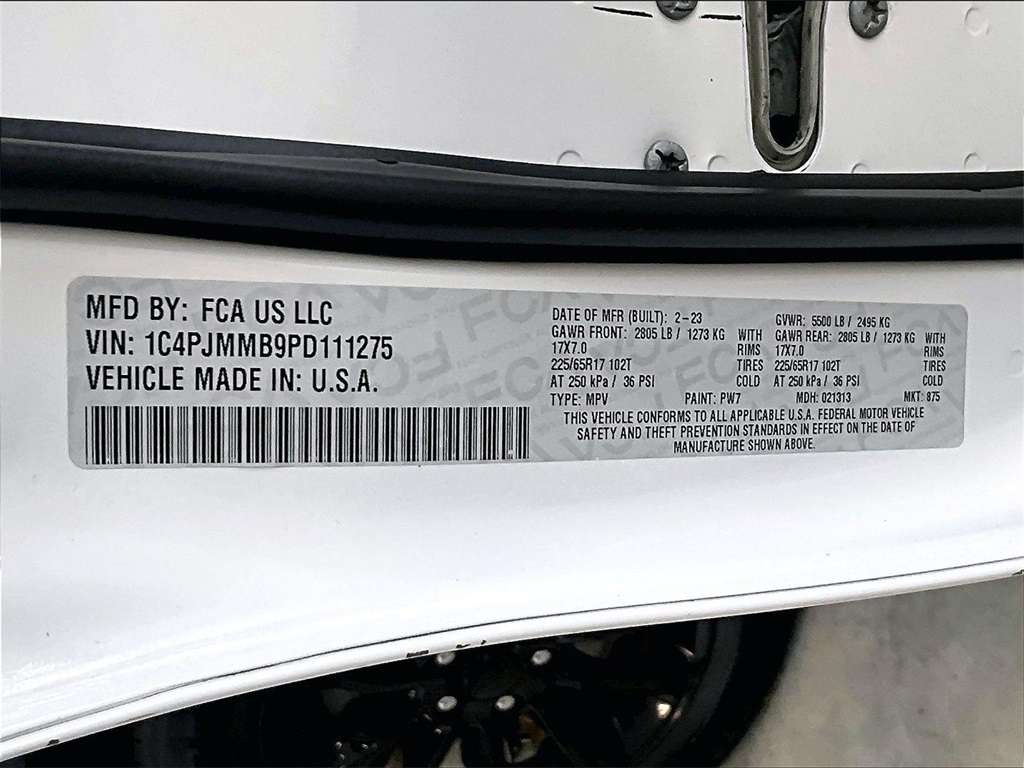 MFD BY: FCA US LLC
VIN: 1C4PJMMB9PD111275
VEHICLE MADE IN: U.S.A.
DATE OF MFR (BUILT): 2-23 GVWR: 5500 LB / 2495 KG
GAWR FRONT: 2805 LB / 1273 KG WITH GAWR REAR: 2805 LB / 1273 KG WITH
17X7.0 RIMS 17X7.0 RIMS
225/65R17 102T TIRES 225/65R17 102T TIRES
AT 250 kPa / 36 PSI COLD AT 250 kPa / 36 PSI COLD
TYPE: MPV PAINT: PW7 MDH: 021313 MKT: 875
THIS VEHICLE CONFORMS TO ALL APPLICABLE U.S.A. FEDERAL MOTOR VEHICLE
SAFETY AND THEFT PREVENTION STANDARDS IN EFFECT ON THE DATE OF
MANUFACTURE SHOWN ABOVE.